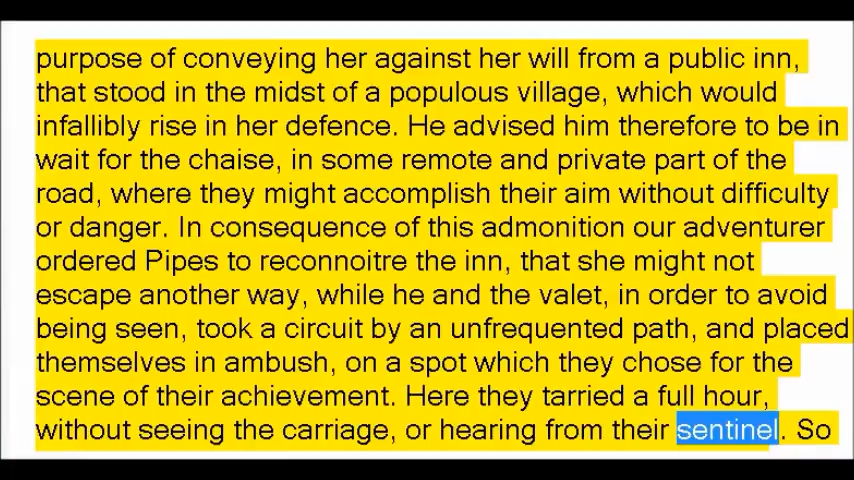 purpose of conveying her against her will from a public inn,
that stood in the midst of a populous village, which would
infallibly rise in her defence. He advised him therefore to be in
wait for the chaise, in some remote and private part of the
road, where they might accomplish their aim without difficulty
or danger. In consequence of this admonition our adventurer
ordered Pipes to reconnoitre the inn, that she might not
escape another way, while he and the valet, in order to avoid
being seen, took a circuit by an unfrequented path, and placed
themselves in ambush, on a spot which they chose for the
scene of their achievement. Here they tarried a full hour,
without seeing the carriage, or hearing from their sentinel. So